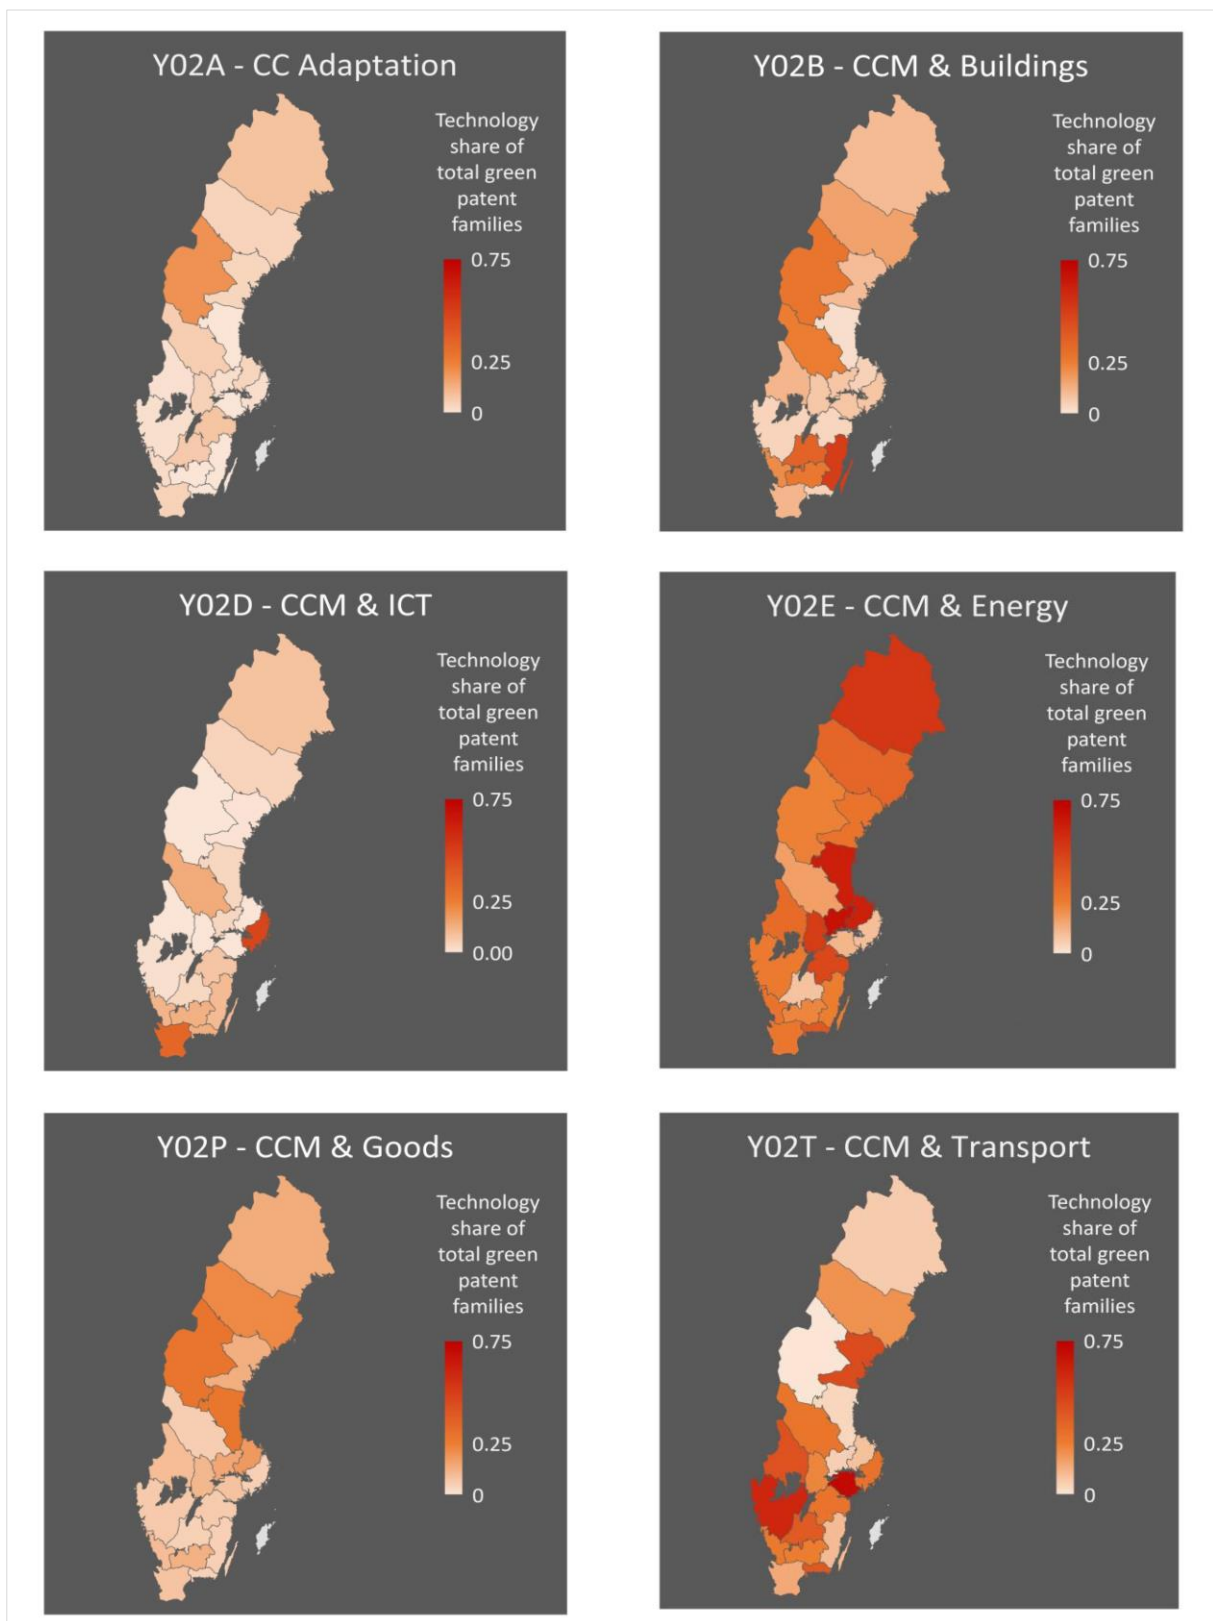 Y02A - CC Adaptation
Technology
share of
total green
patent
families
0.75
0.25
0
Y02B - CCM & Buildings
Technology
share of
total green
patent
families
0.75
0.25
0
Y02D - CCM & ICT
Technology
share of
total green
patent
families
0.75
0.25
0.00
Y02E - CCM & Energy
Technology
share of
total green
patent
families
0.75
0.25
0
Y02P - CCM & Goods
Technology
share of
total green
patent
families
0.75
0.25
0
Y02T - CCM & Transport
Technology
share of
total green
patent
families
0.75
0.25
0